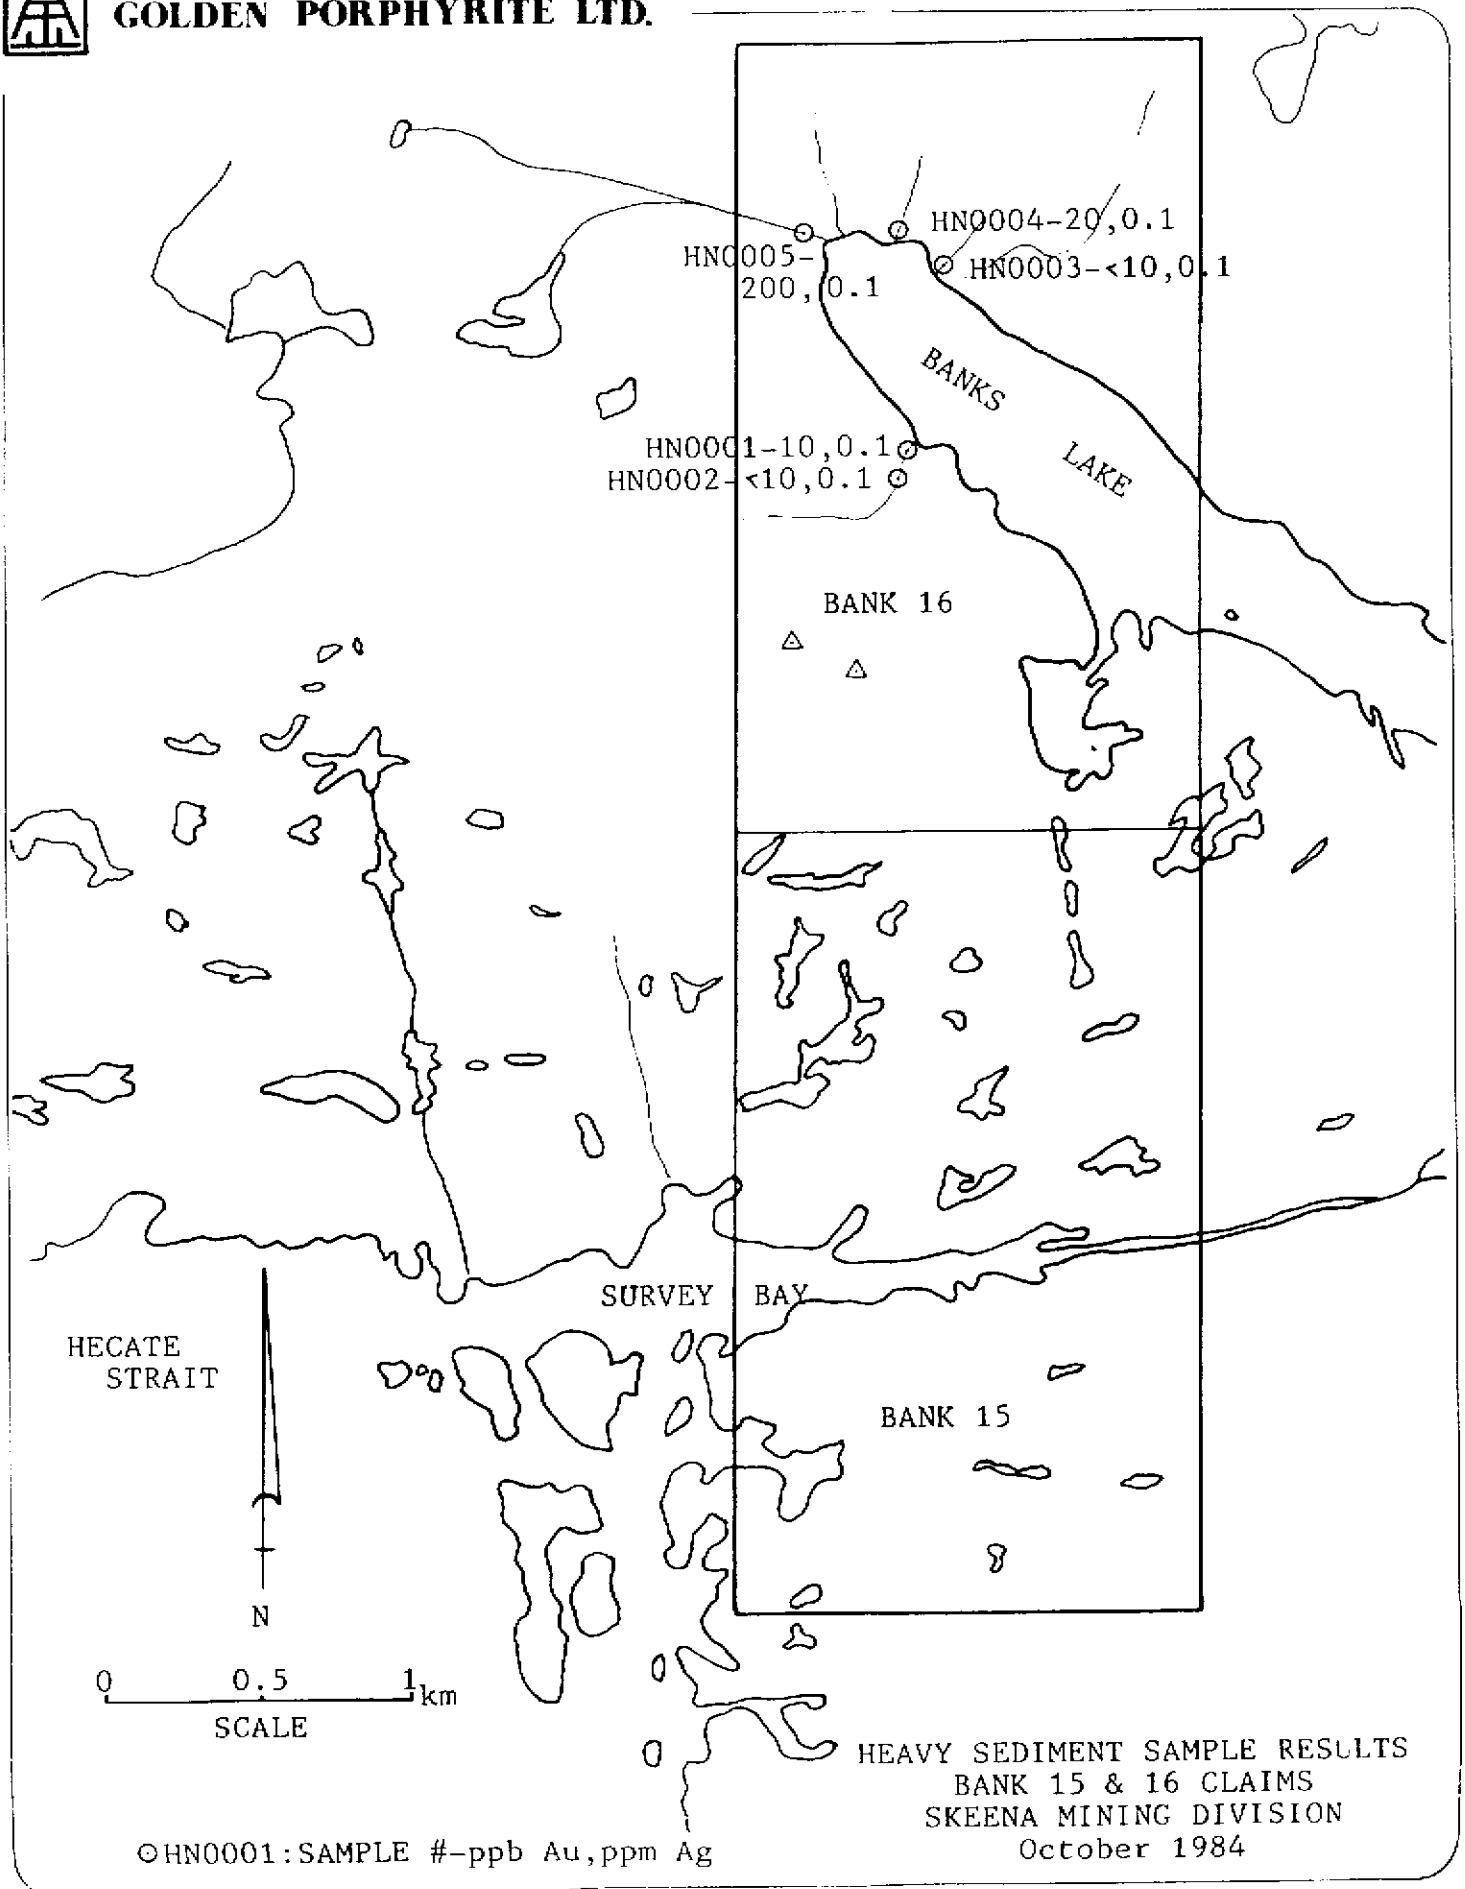 GOLDEN PORPHYRITE LTD.
HN0004-20,0.1
HN0005-
200,0.1
HN0003-<10,0.1
BANKS
LAKE
HN0001-10,0.1
HN0002-<10,0.1
BANK 16
SURVEY BAY
HECATE
STRAIT
BANK 15
N
0 0.5 1 km
SCALE
HEAVY SEDIMENT SAMPLE RESULTS
BANK 15 & 16 CLAIMS
SKEENA MINING DIVISION
October 1984
⊙HN0001:SAMPLE #-ppb Au,ppm Ag